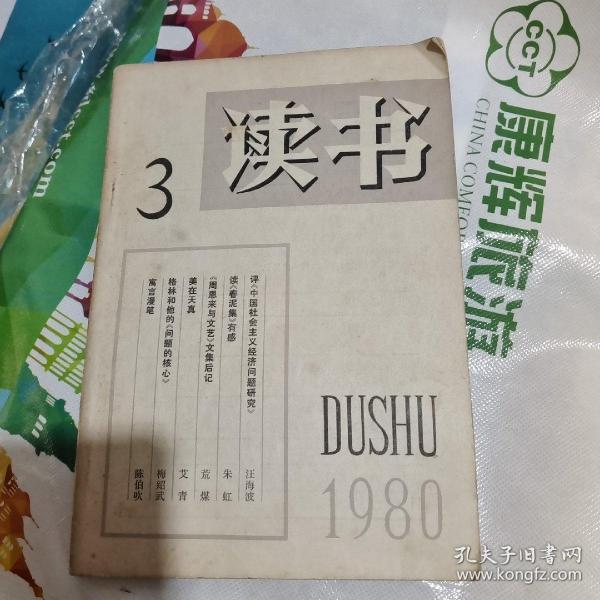 读书
3
评《中国社会主义经济问题研究》 汪海波
读《春泥集》有感 朱虹
《周恩来与文艺》文集后记 荒煤
美在天真 艾青
格林和他的《问题的核心》 梅绍武
寓言漫笔 陈伯吹
DUSHU
1980
CCT
康辉旅游
CHINA COMFO
.com
孔夫子旧书网
www.kongfz.com